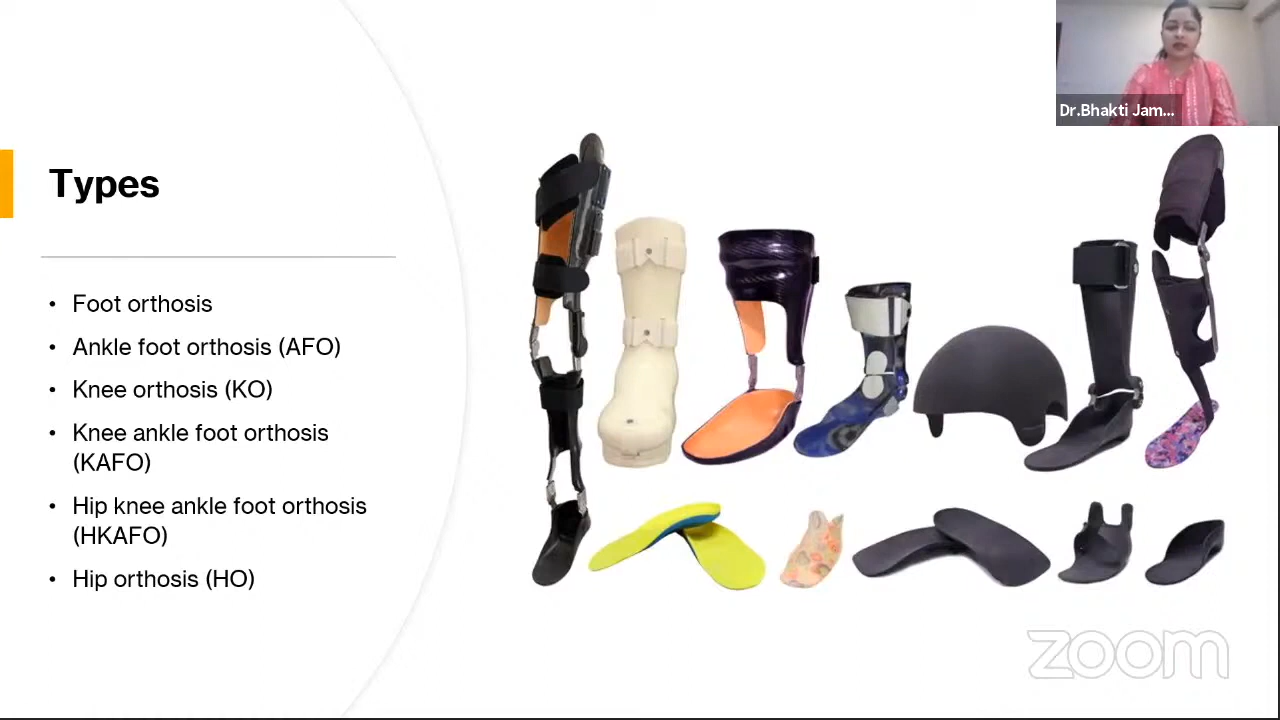 Dr.Bhakti Jam...
Types
• Foot orthosis
• Ankle foot orthosis (AFO)
• Knee orthosis (KO)
• Knee ankle foot orthosis
(KAFO)
• Hip knee ankle foot orthosis
(HKAFO)
• Hip orthosis (HO)
zoom